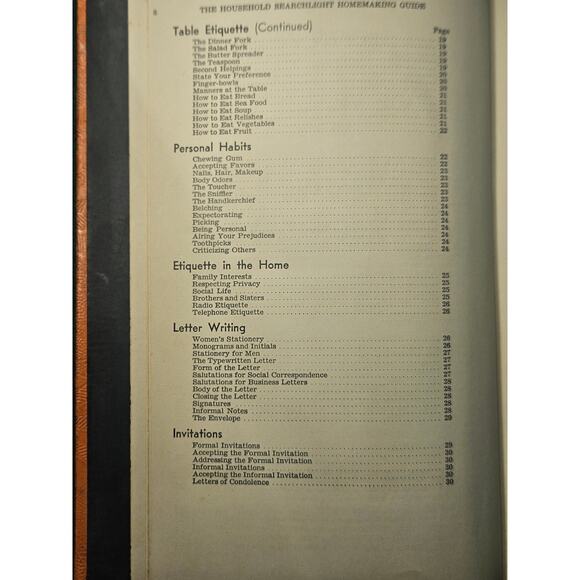 8 THE HOUSEHOLD SEARCHLIGHT HOMEMAKING GUIDE
Table Etiquette (Continued) Page
The Dinner Fork 19
The Salad Fork 19
The Butter Spreader 19
The Teaspoon 19
Second Helpings 19
State Your Preference 20
Finger-bowls 20
Manners at the Table 20
How to Eat Bread 21
How to Eat Sea Food 21
How to Eat Soup 21
How to Eat Relishes 21
How to Eat Vegetables 21
How to Eat Fruit 22
Personal Habits
Chewing Gum 22
Accepting Favors 22
Nails, Hair, Makeup 23
Body Odors 23
The Toucher 23
The Sniffler 23
The Handkerchief 23
Belching 24
Expectorating 24
Picking 24
Being Personal 24
Airing Your Prejudices 24
Toothpicks 24
Criticizing Others 24
Etiquette in the Home
Family Interests 25
Respecting Privacy 25
Social Life 25
Brothers and Sisters 25
Radio Etiquette 26
Telephone Etiquette 26
Letter Writing
Women's Stationery 26
Monograms and Initials 26
Stationery for Men 27
The Typewritten Letter 27
Form of the Letter 27
Salutations for Social Correspondence 27
Salutations for Business Letters 28
Body of the Letter 28
Closing the Letter 28
Signatures 28
Informal Notes 28
The Envelope 29
Invitations
Formal Invitations 29
Accepting the Formal Invitation 30
Addressing the Formal Invitation 30
Informal Invitations 30
Accepting the Informal Invitation 30
Letters of Condolence 30